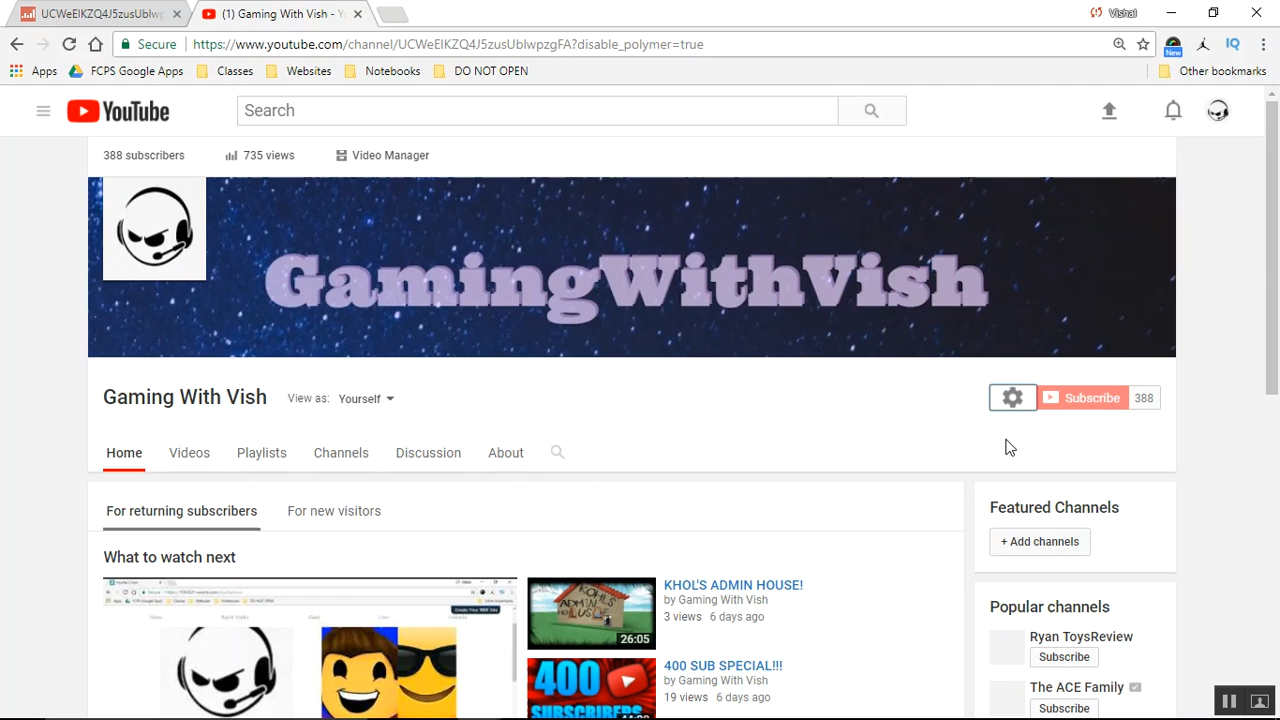 UCWeEIKZQ4J5zusUblwp
(1) Gaming With Vish - Y
Vishal
Secure
https://www.youtube.com/channel/UCWeEIKZQ4J5zusUblwpzgFA?disable_polymer=true
New
IQ
Apps
FCPS Google Apps
Classes
Websites
Notebooks
DO NOT OPEN
Other bookmarks
YouTube
Search
388 subscribers
735 views
Video Manager
GamingWithVish
Gaming With Vish
View as: Yourself
Subscribe
388
Home
Videos
Playlists
Channels
Discussion
About
For returning subscribers
For new visitors
What to watch next
KHOI'S ADMIN HOUSE!
by Gaming With Vish
3 views 6 days ago
26:05
400 SUB SPECIAL!!!
by Gaming With Vish
19 views 6 days ago
400
SUBSCRIBERS
Featured Channels
+ Add channels
Popular channels
Ryan ToysReview
Subscribe
The ACE Family
Subscribe